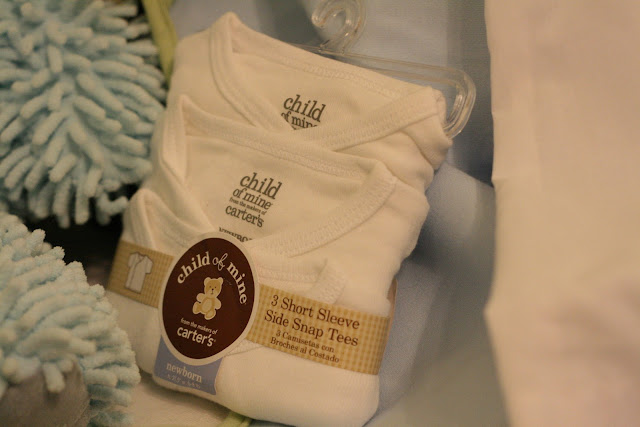 child
of mine
child
of mine
from the makers of
carter's
child of mine
from the makers of
carter's
newborn
3 Short Sleeve
Side Snap Tees
3 Camisetas con
Broches al Costado